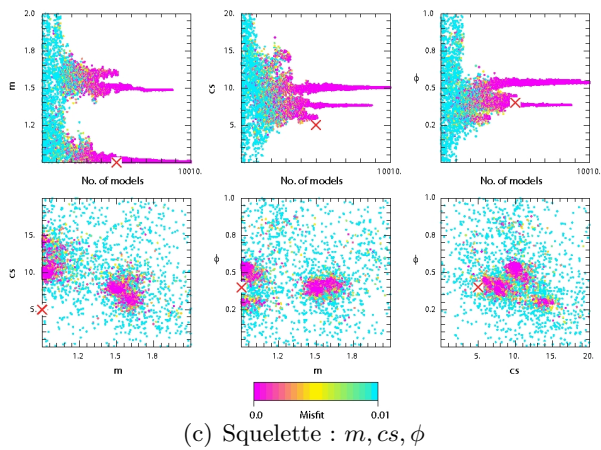 2.0
1.8
1.5
1.2
m
10010.
No. of models
20.
15.
10.
5.
cs
10010.
No. of models
1.0
0.8
0.5
0.2
ϕ
10010.
No. of models
15.
10.
5.
cs
1.2 1.5 1.8
m
1.0
0.8
0.5
0.2
ϕ
1.2 1.5 1.8
m
1.0
0.8
0.5
0.2
ϕ
5. 10. 15. 20.
cs
0.0 Misfit 0.01
(c) Squelette : m, cs, ϕ